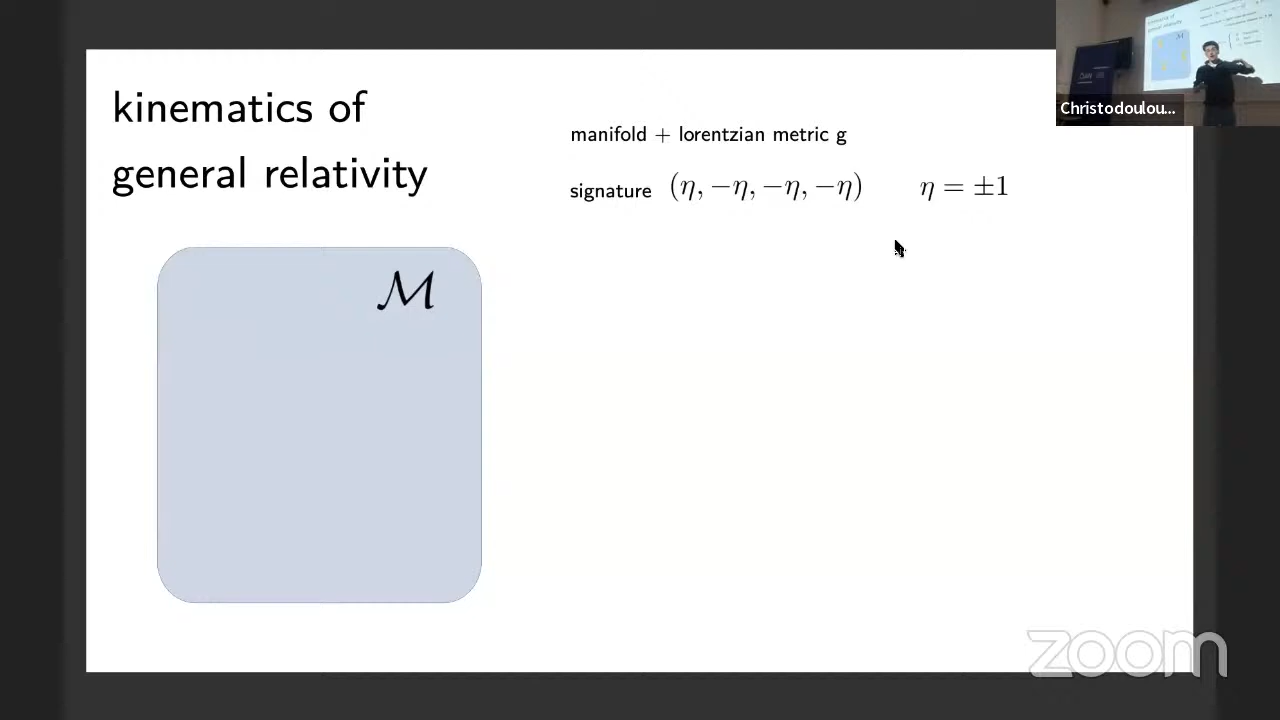 kinematics of
general relativity
manifold + lorentzian metric g
signature (η, −η, −η, −η) η = ±1
ℳ
Christodoulou...
zoom